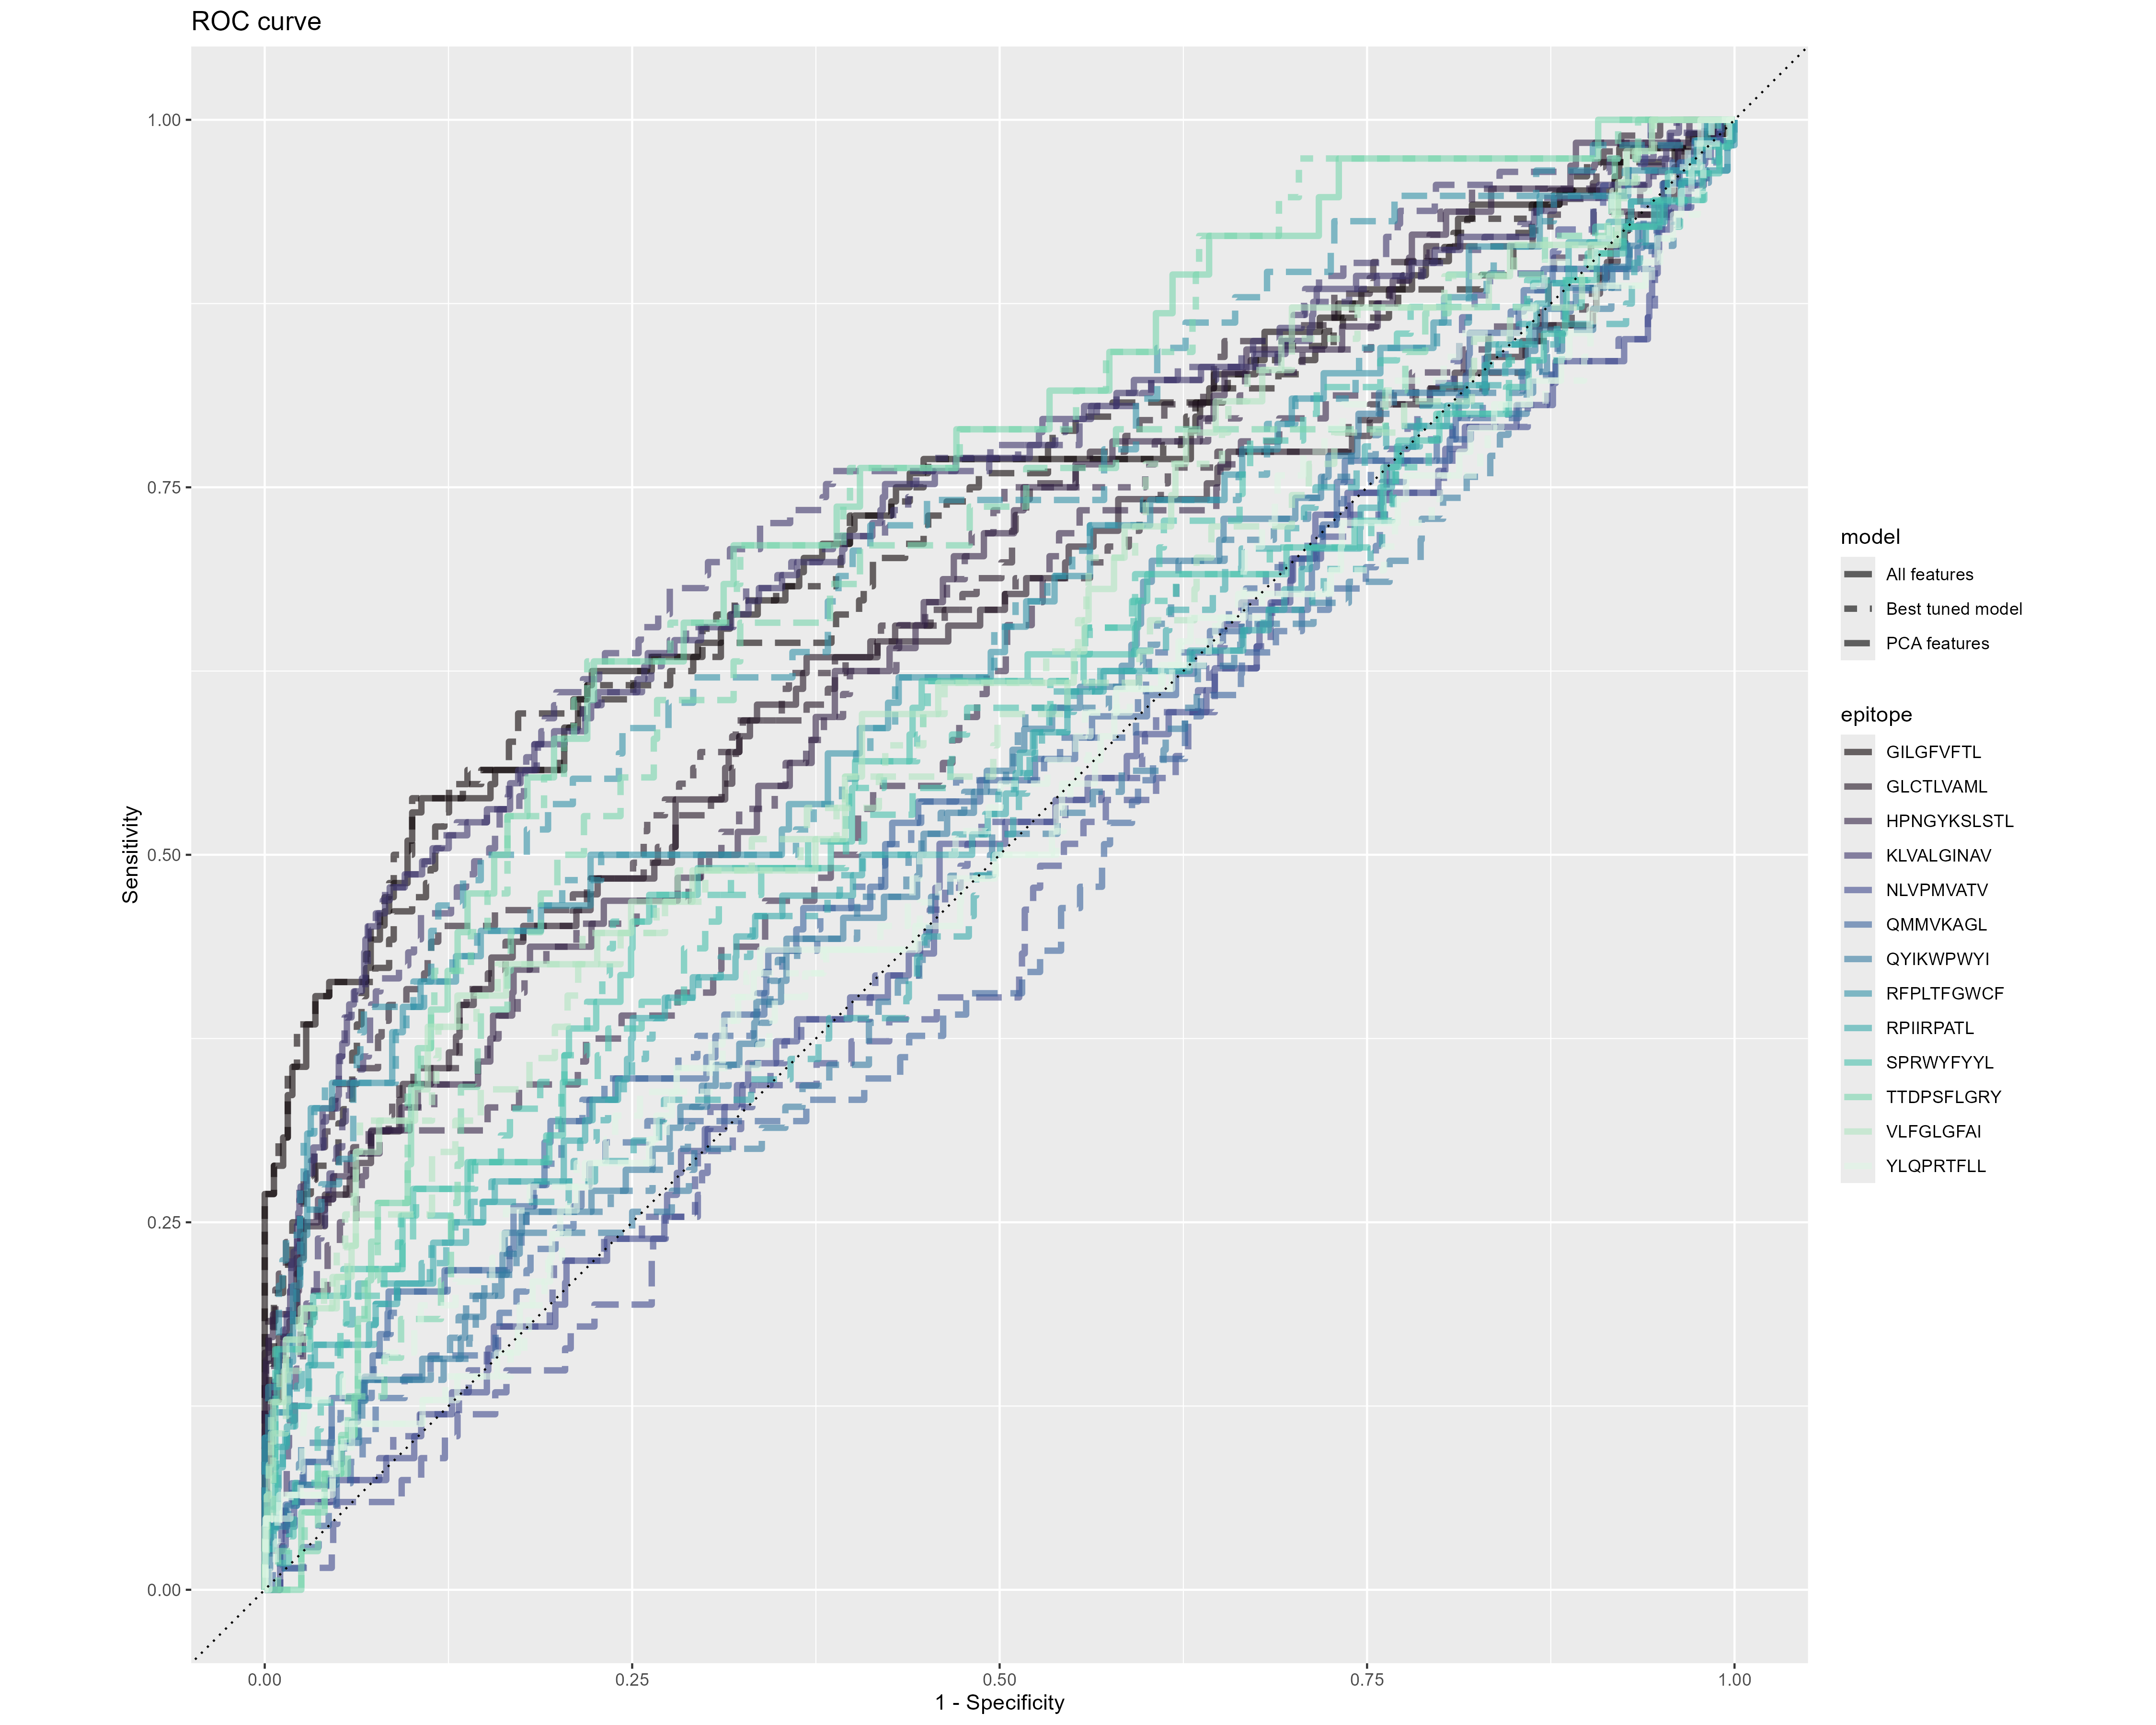 ROC curve
1.00
0.75
0.50
0.25
0.00
Sensitivity
0.00 0.25 0.50 0.75 1.00
1 - Specificity
model
All features
Best tuned model
PCA features
epitope
GILGFVFTL
GLCTLVAML
HPNGYKSLSTL
KLVALGINAV
NLVPMVATV
QMMVKAGL
QYIKWPWYI
RFPLTFGWCF
RPIIRPATL
SPRWYFYYL
TTDPSFLGRY
VLFGLGFAI
YLQPRTFLL